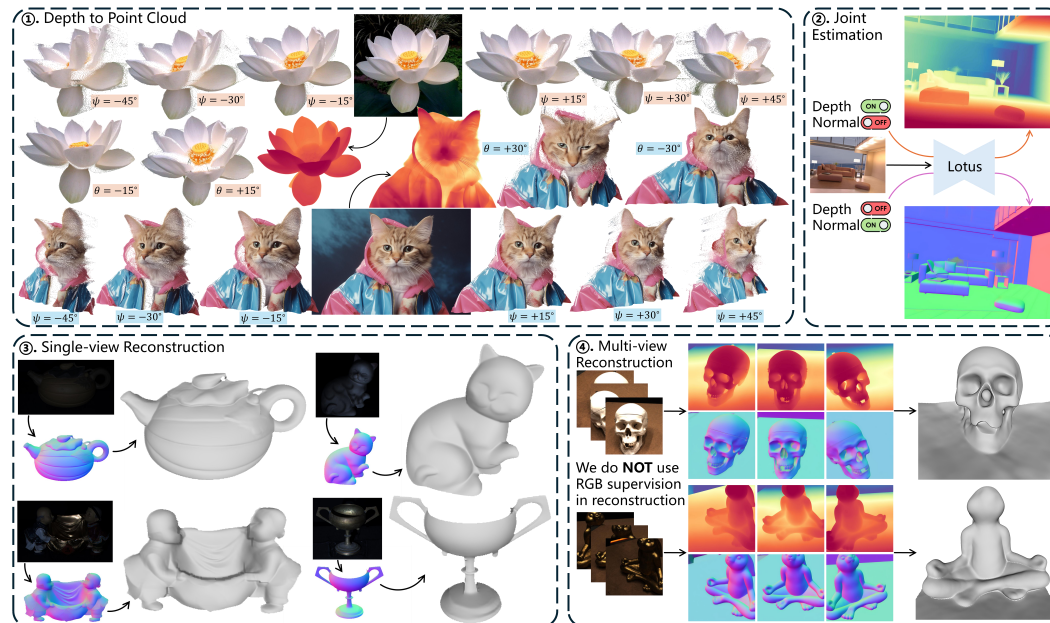 ①. Depth to Point Cloud
ψ = −45°
ψ = −30°
ψ = −15°
ψ = +15°
ψ = +30°
ψ = +45°
θ = −15°
θ = +15°
θ = +30°
θ = −30°
ψ = −45°
ψ = −30°
ψ = −15°
ψ = +15°
ψ = +30°
ψ = +45°
②. Joint
Estimation
Depth ON
Normal OFF
Lotus
Depth OFF
Normal ON
③. Single-view Reconstruction
④. Multi-view
Reconstruction
We do NOT use
RGB supervision
in reconstruction